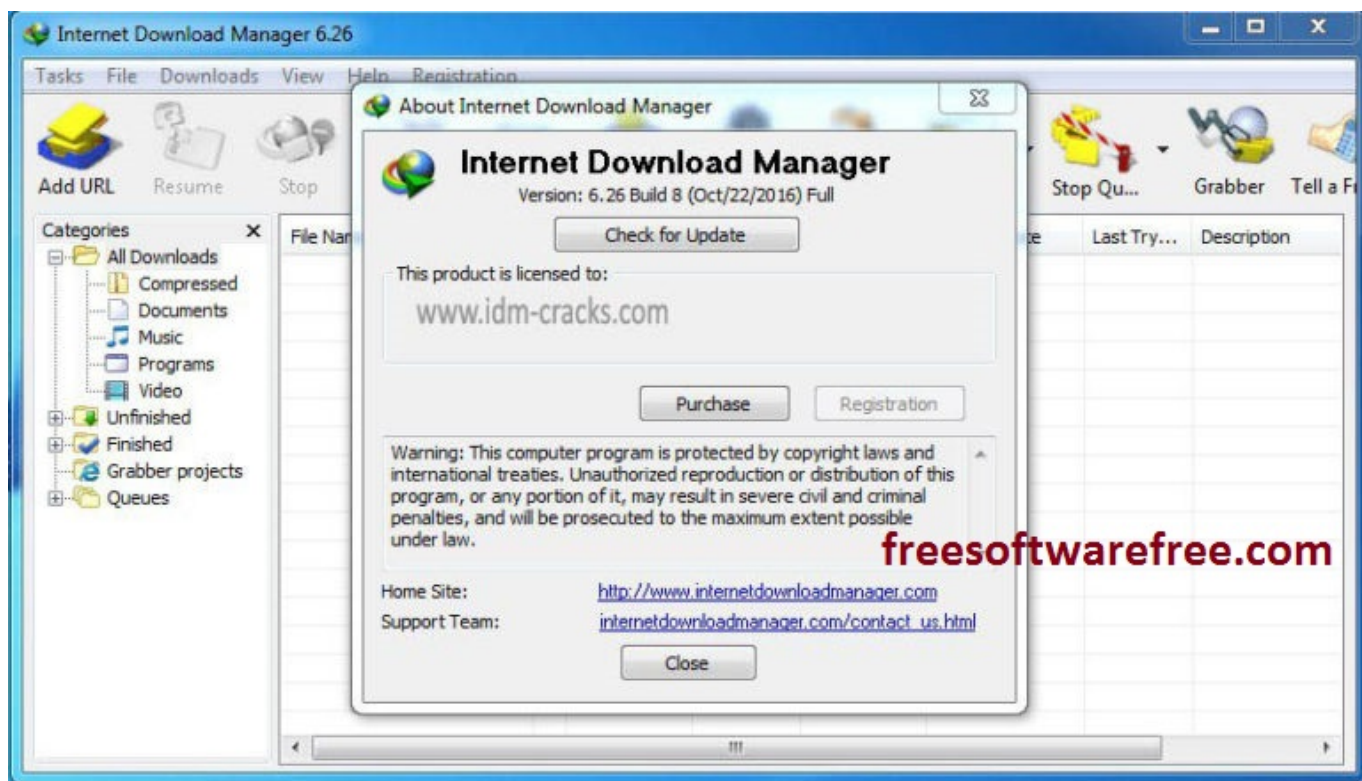 Internet Download Manager 6.26
Tasks File Downloads View Help Registration
About Internet Download Manager
Add URL
Resume
Stop
Stop Qu...
Grabber
Tell a
Internet Download Manager
Version: 6.26 Build 8 (Oct/22/2016) Full
Check for Update
Categories
All Downloads
Compressed
Documents
Music
Programs
Video
Unfinished
Finished
Grabber projects
Queues
Last Try...
Description
This product is licensed to:
www.idm-cracks.com
Purchase
Registration
Warning: This computer program is protected by copyright laws and
international treaties. Unauthorized reproduction or distribution of this
program, or any portion of it, may result in severe civil and criminal
penalties, and will be prosecuted to the maximum extent possible
under law.
freesoftwarefree.com
Home Site: http://www.internetdownloadmanager.com
Support Team: internetdownloadmanager.com/contact_us.html
Close